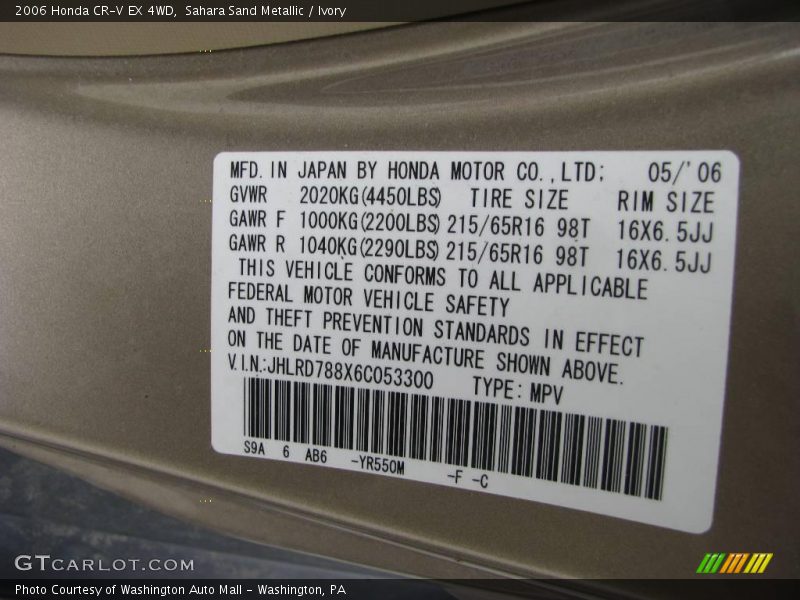 2006 Honda CR-V EX 4WD, Sahara Sand Metallic / Ivory
MFD. IN JAPAN BY HONDA MOTOR CO., LTD: 05/'06
GVWR 2020KG(4450LBS) TIRE SIZE RIM SIZE
GAWR F 1000KG(2200LBS) 215/65R16 98T 16X6.5JJ
GAWR R 1040KG(2290LBS) 215/65R16 98T 16X6.5JJ
THIS VEHICLE CONFORMS TO ALL APPLICABLE
FEDERAL MOTOR VEHICLE SAFETY
AND THEFT PREVENTION STANDARDS IN EFFECT
ON THE DATE OF MANUFACTURE SHOWN ABOVE.
V.I.N.:JHLRD788X6C053300 TYPE: MPV
S9A 6 AB6 -YR550M -F -C
GTCARLOT.COM
Photo Courtesy of Washington Auto Mall - Washington, PA